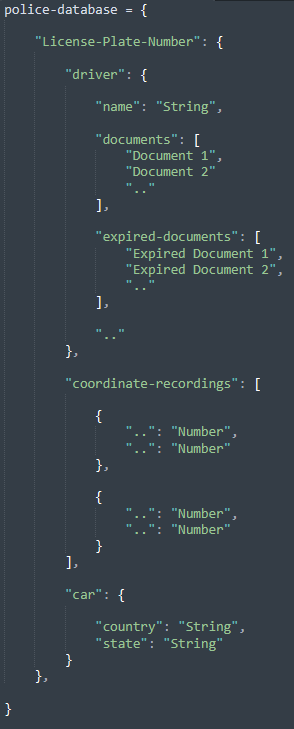 police-database = {
"License-Plate-Number": {
"driver": {
"name": "String",
"documents": [
"Document 1",
"Document 2"
".."
],
"expired-documents": [
"Expired Document 1",
"Expired Document 2",
".."
],
".."
},
"coordinate-recordings": [
{
"..": "Number",
"..": "Number"
},
{
"..": "Number",
"..": "Number"
}
],
"car": {
"country": "String",
"state": "String"
}
},
}